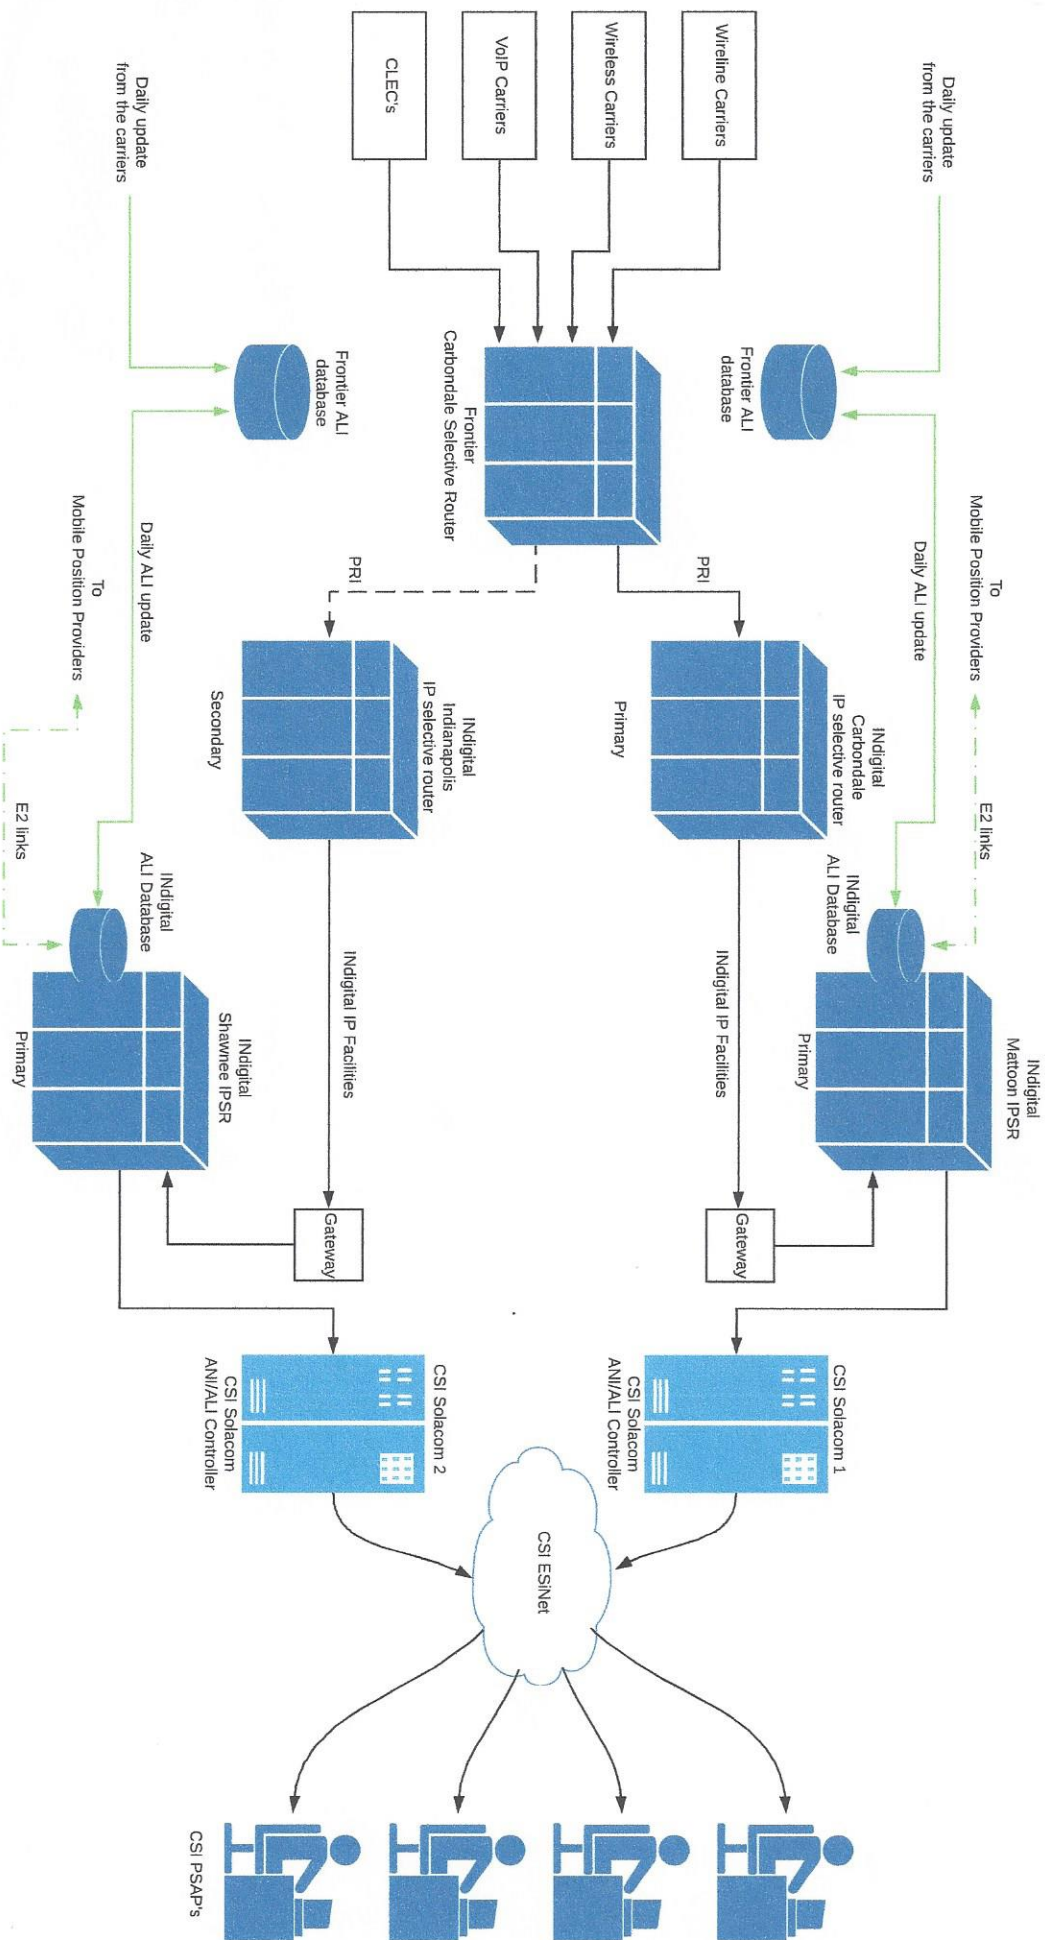 Daily update
from the carriers
To
Mobile Position Providers
E2 links
Daily ALI update
Frontier ALI
database
INdigital
ALI Database
INdigital
Mattoon IPSR
Primary
Wireline Carriers
Wireless Carriers
VoIP Carriers
CLEC's
Frontier
Carbondale Selective Router
PRI
INdigital
Carbondale
IP selective router
Primary
INdigital IP Facilities
Gateway
CSI Solacom 1
CSI Solacom
ANI/ALI Controller
PRI
INdigital
Indianapolis
IP selective router
Secondary
INdigital IP Facilities
Gateway
CSI Solacom 2
CSI Solacom
ANI/ALI Controller
CSI ESiNet
CSI PSAP's
Frontier ALI
database
Daily update
from the carriers
Daily ALI update
To
Mobile Position Providers
E2 links
INdigital
ALI Database
INdigital
Shawnee IPSR
Primary